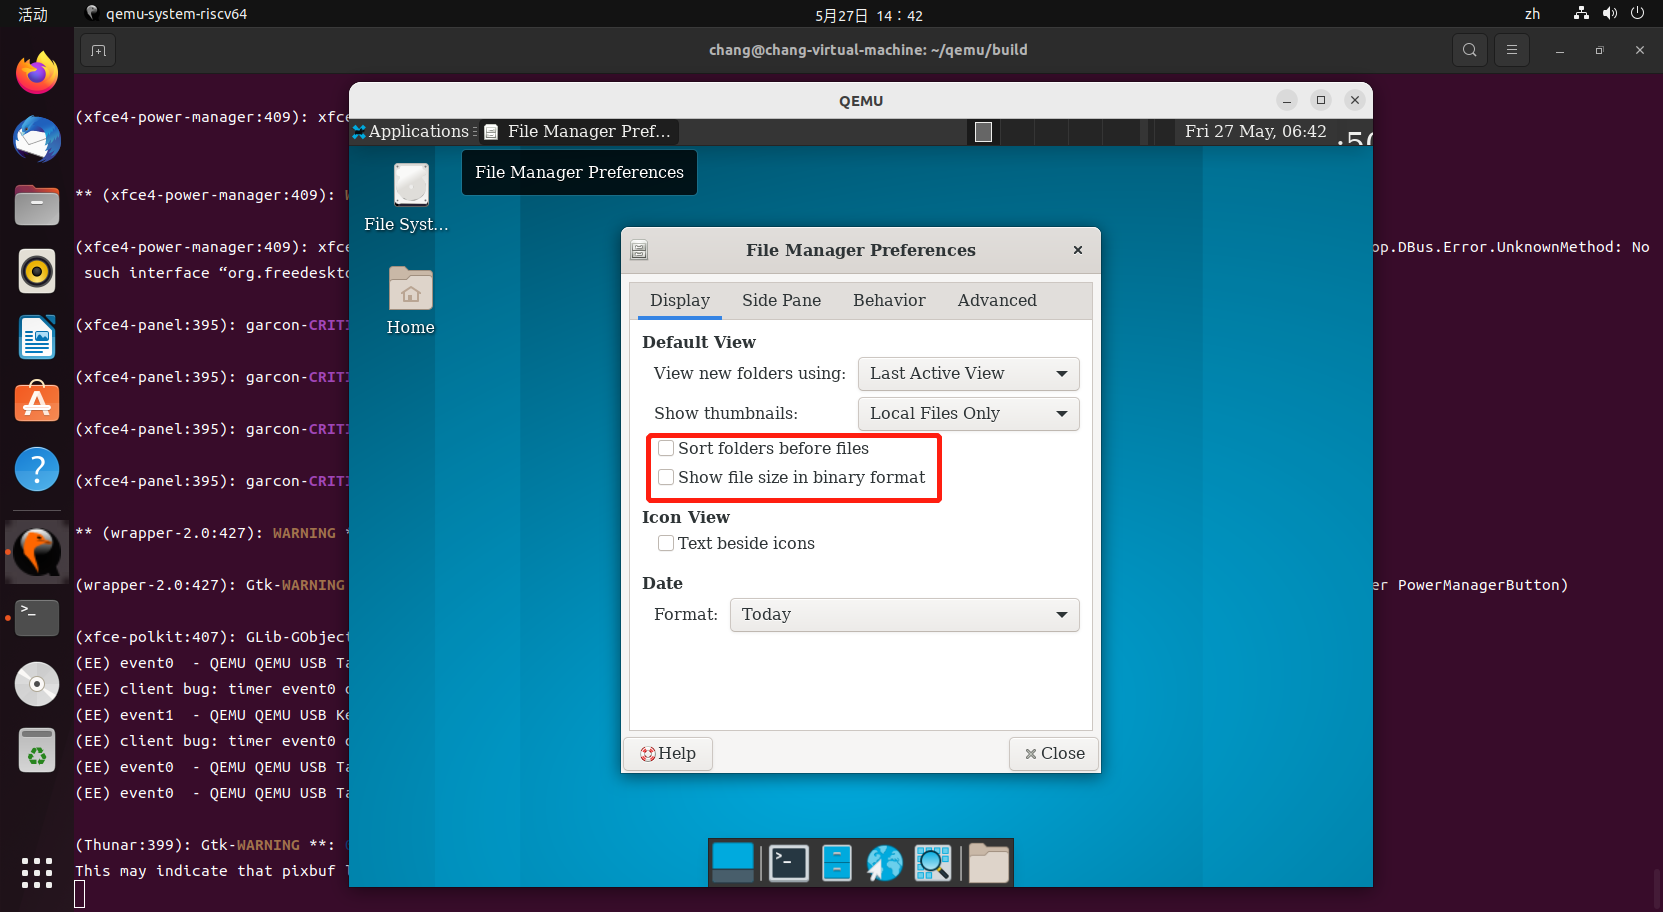 活动
qemu-system-riscv64
5月27日 14：42
zh
chang@chang-virtual-machine: ~/qemu/build
(xfce4-power-manager:409): xfce
** (xfce4-power-manager:409):
(xfce4-power-manager:409): xfce
op.DBus.Error.UnknownMethod: No
such interface “org.freedeskto
(xfce4-panel:395): garcon-CRITI
(xfce4-panel:395): garcon-CRITI
(xfce4-panel:395): garcon-CRITI
(xfce4-panel:395): garcon-CRITI
** (wrapper-2.0:427): WARNING *
(wrapper-2.0:427): Gtk-WARNING
er PowerManagerButton)
(xfce-polkit:407): GLib-GObject
(EE) event0  - QEMU QEMU USB Ta
(EE) client bug: timer event0 d
(EE) event1  - QEMU QEMU USB Ke
(EE) client bug: timer event0 d
(EE) event0  - QEMU QEMU USB Ta
(EE) event0  - QEMU QEMU USB Ta
(Thunar:399): Gtk-WARNING **:
This may indicate that pixbuf l
QEMU
Applications
File Manager Pref...
Fri 27 May, 06:42
File Manager Preferences
File Syst...
Home
File Manager Preferences
Display
Side Pane
Behavior
Advanced
Default View
View new folders using:
Last Active View
Show thumbnails:
Local Files Only
Sort folders before files
Show file size in binary format
Icon View
Text beside icons
Date
Format:
Today
Help
Close